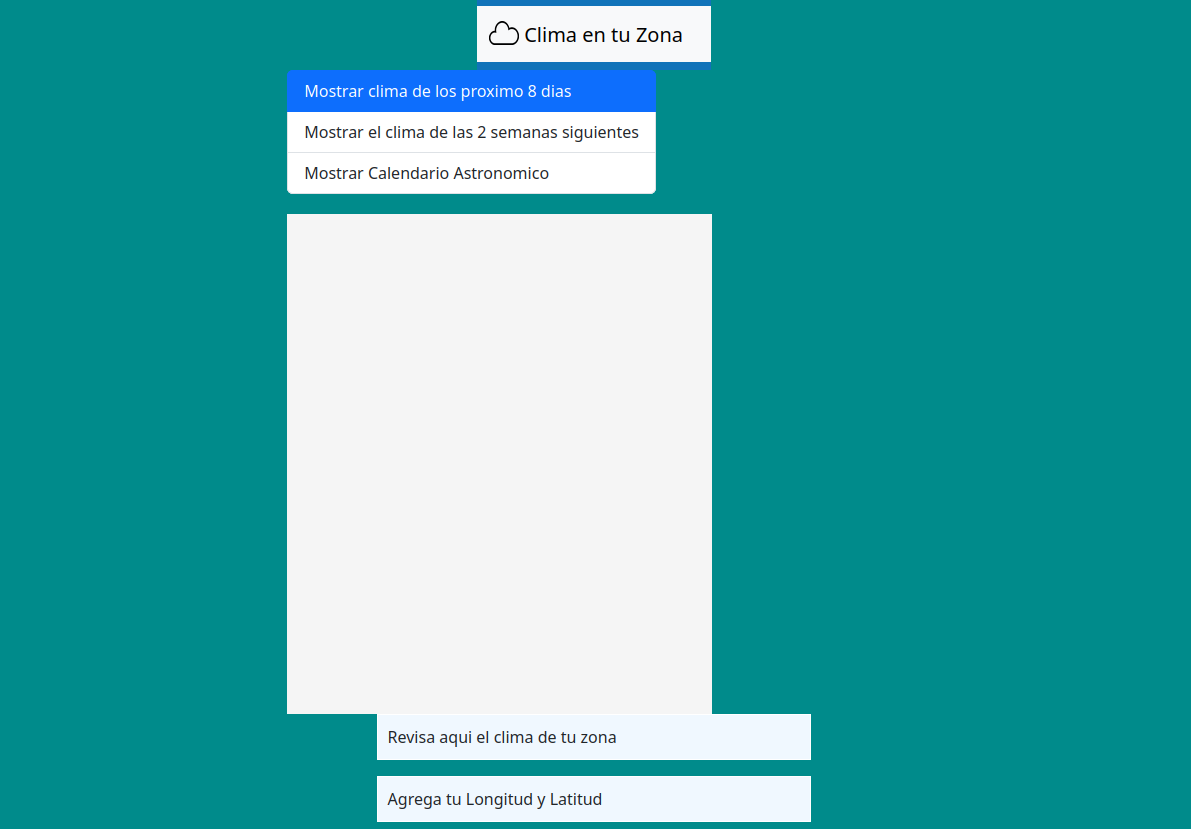 Clima en tu Zona
Mostrar clima de los proximo 8 dias
Mostrar el clima de las 2 semanas siguientes
Mostrar Calendario Astronomico
Revisa aqui el clima de tu zona
Agrega tu Longitud y Latitud